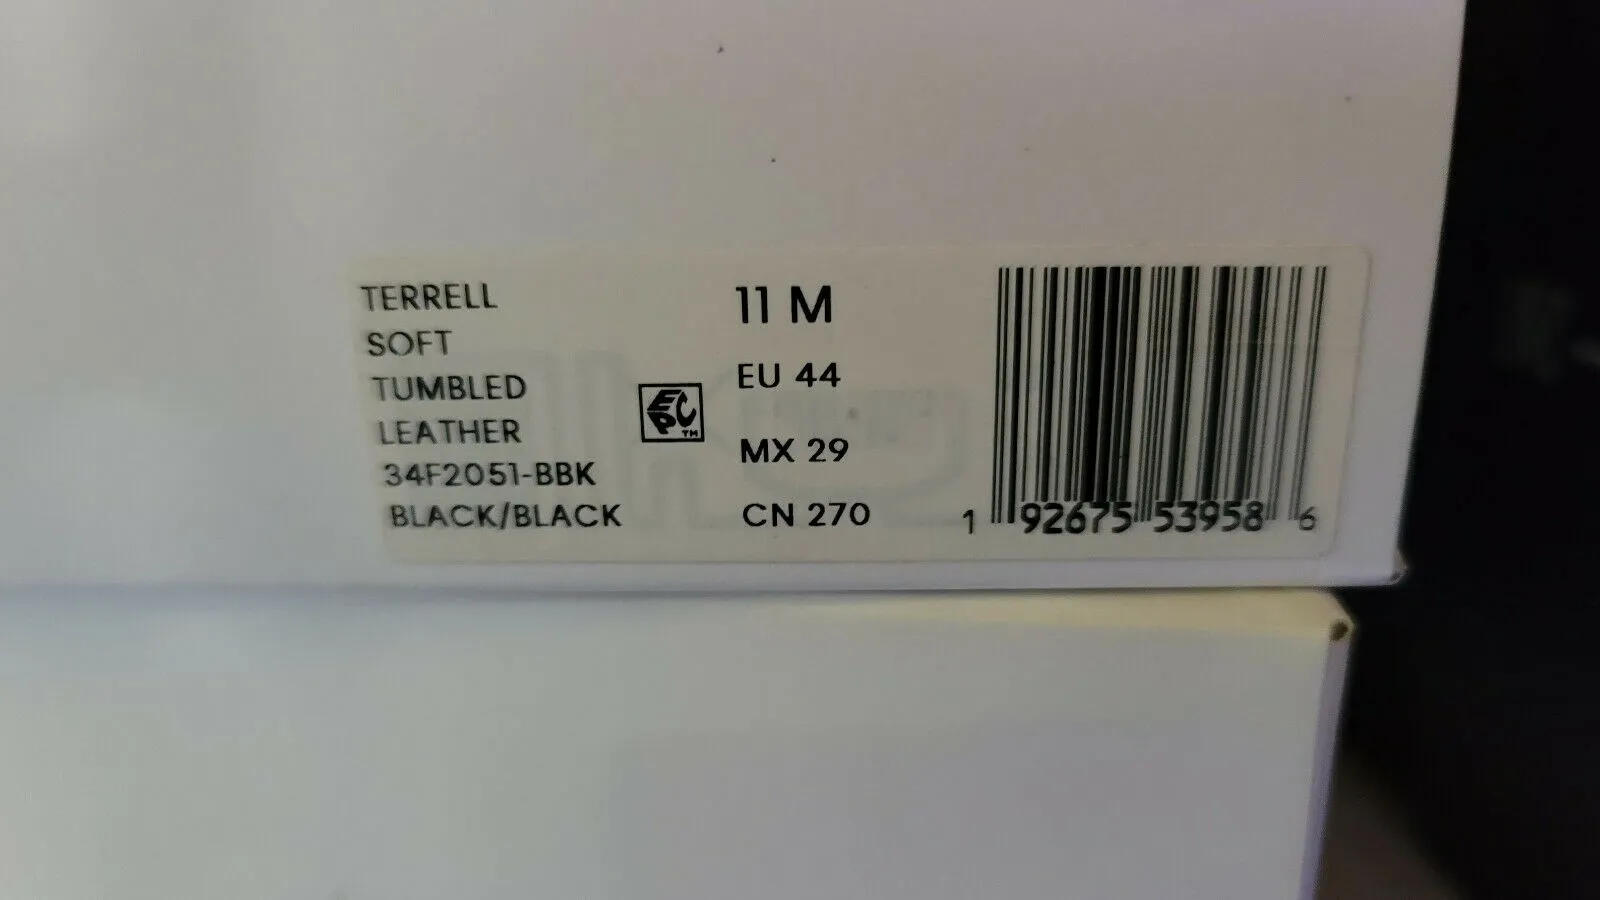 TERRELL
SOFT
TUMBLED
LEATHER
34F2051-BBK
BLACK/BLACK
EPC™
11 M
EU 44
MX 29
CN 270
1 92675 53958 6